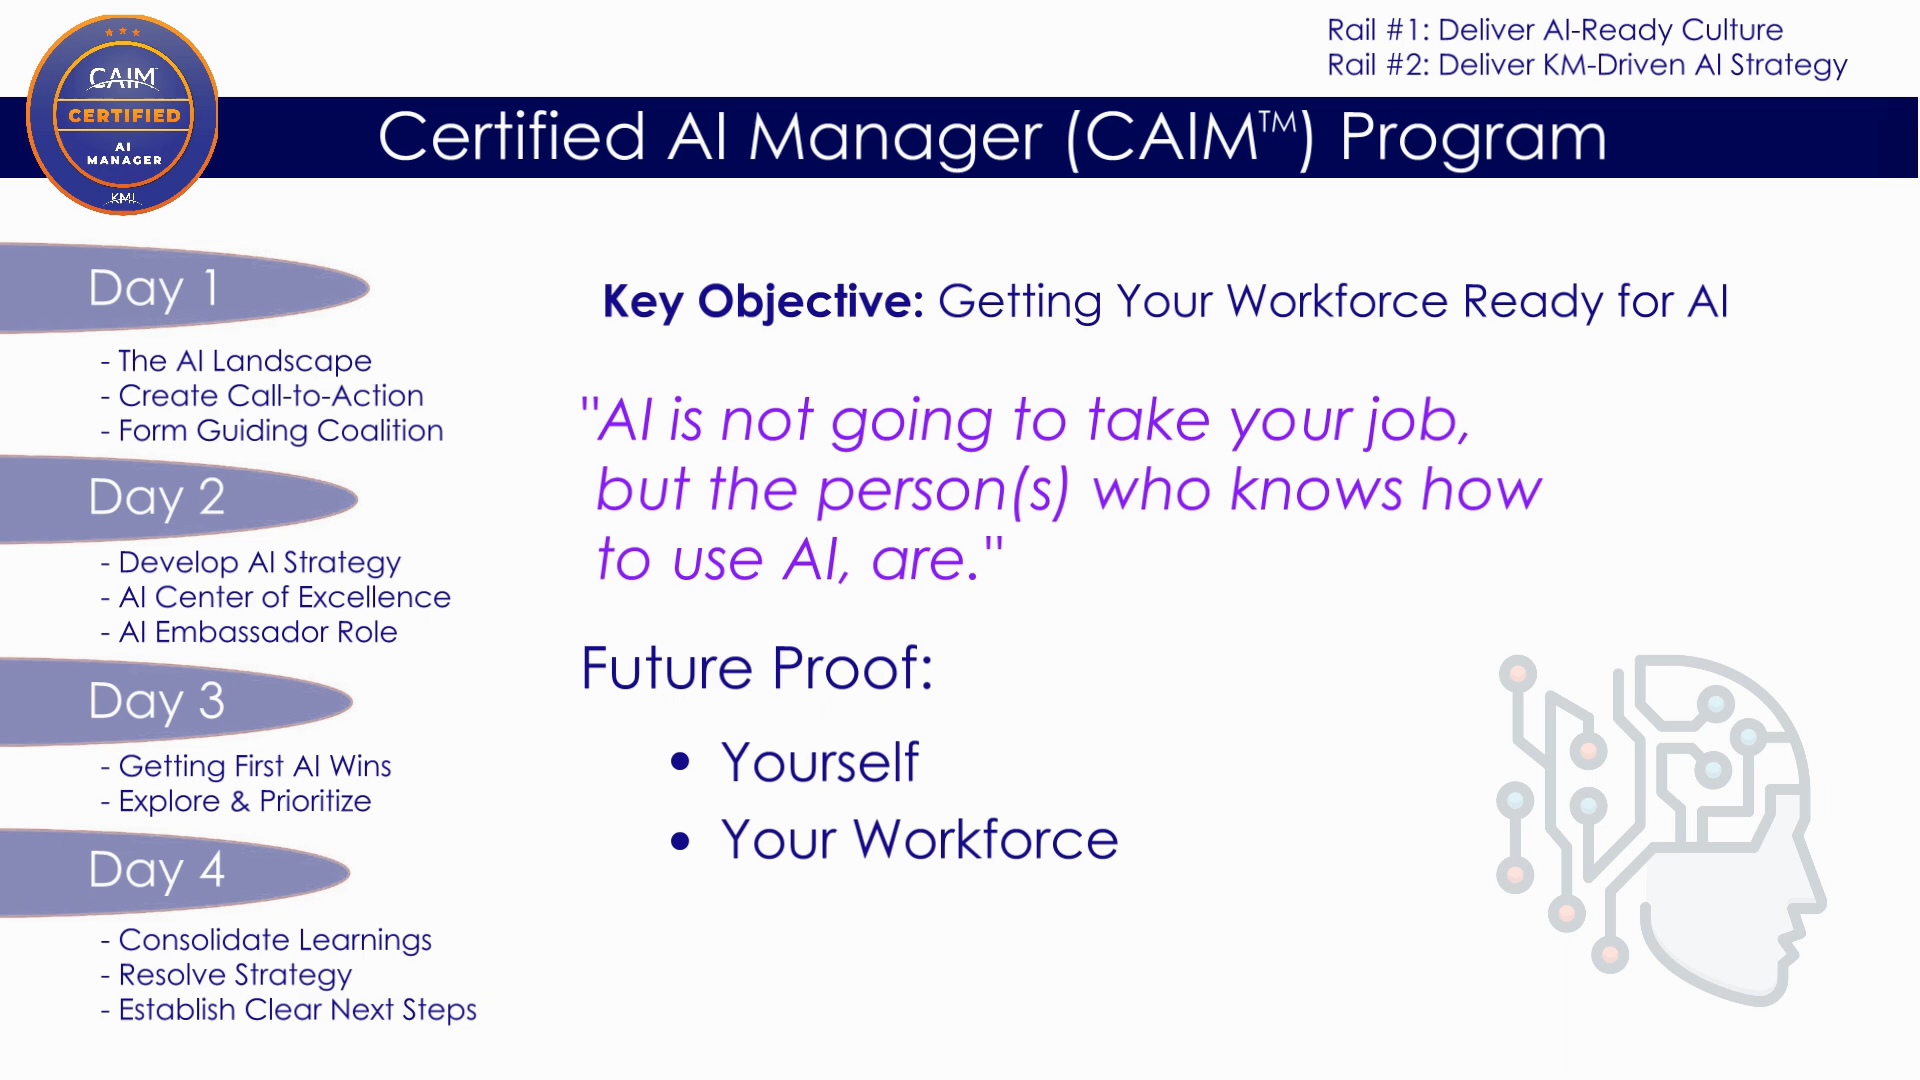 Rail #1: Deliver AI-Ready Culture
Rail #2: Deliver KM-Driven AI Strategy
CAIM
CERTIFIED
AI
MANAGER
KMI
Certified AI Manager (CAIM™) Program
Day 1
- The AI Landscape
- Create Call-to-Action
- Form Guiding Coalition
Day 2
- Develop AI Strategy
- AI Center of Excellence
- AI Embassador Role
Day 3
- Getting First AI Wins
- Explore & Prioritize
Day 4
- Consolidate Learnings
- Resolve Strategy
- Establish Clear Next Steps
Key Objective: Getting Your Workforce Ready for AI
"AI is not going to take your job,
but the person(s) who knows how
to use AI, are."
Future Proof:
• Yourself
• Your Workforce